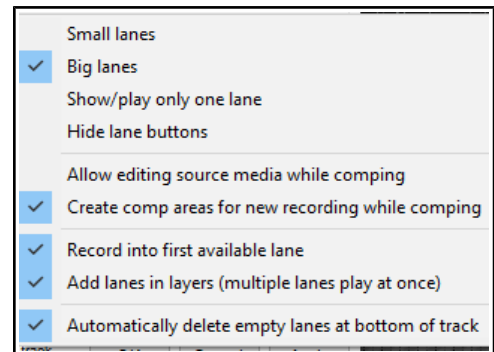 Small lanes
Big lanes
Show/play only one lane
Hide lane buttons
Allow editing source media while comping
Create comp areas for new recording while comping
Record into first available lane
Add lanes in layers (multiple lanes play at once)
Automatically delete empty lanes at bottom of track